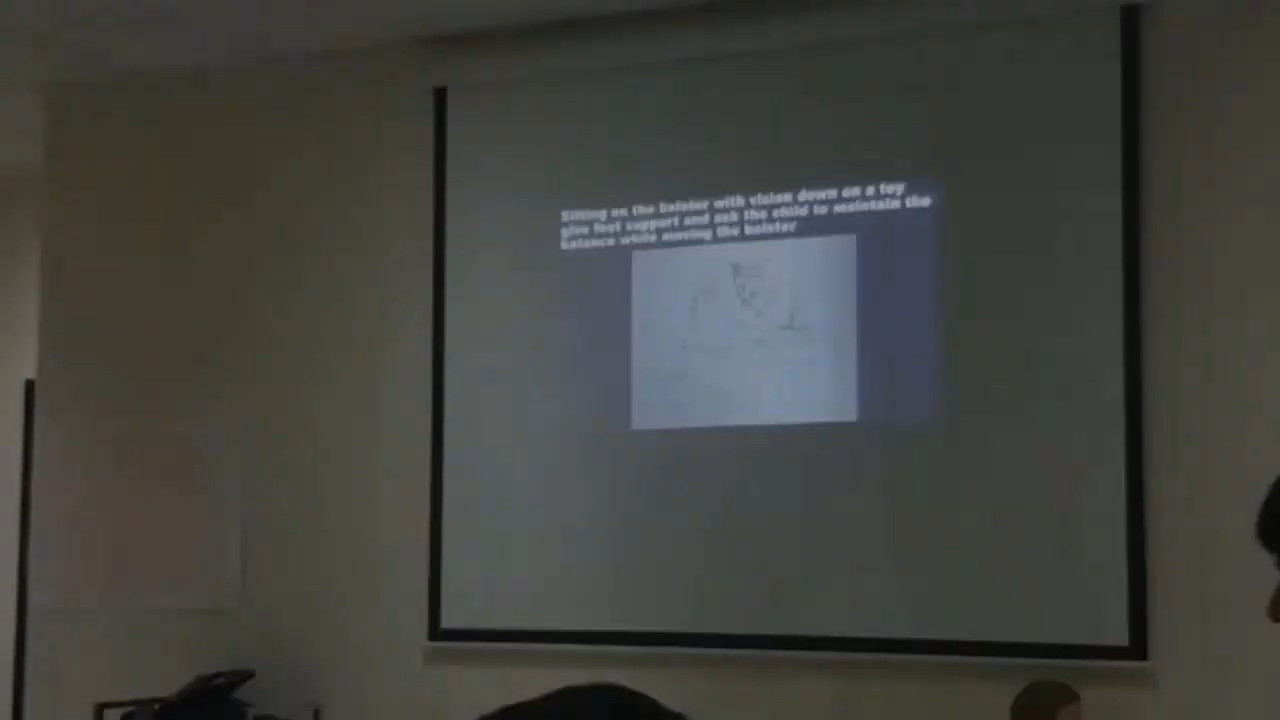 Sitting on the bolster with vision down on a toy
give foot support and ask the child to maintain the
balance while moving the bolster